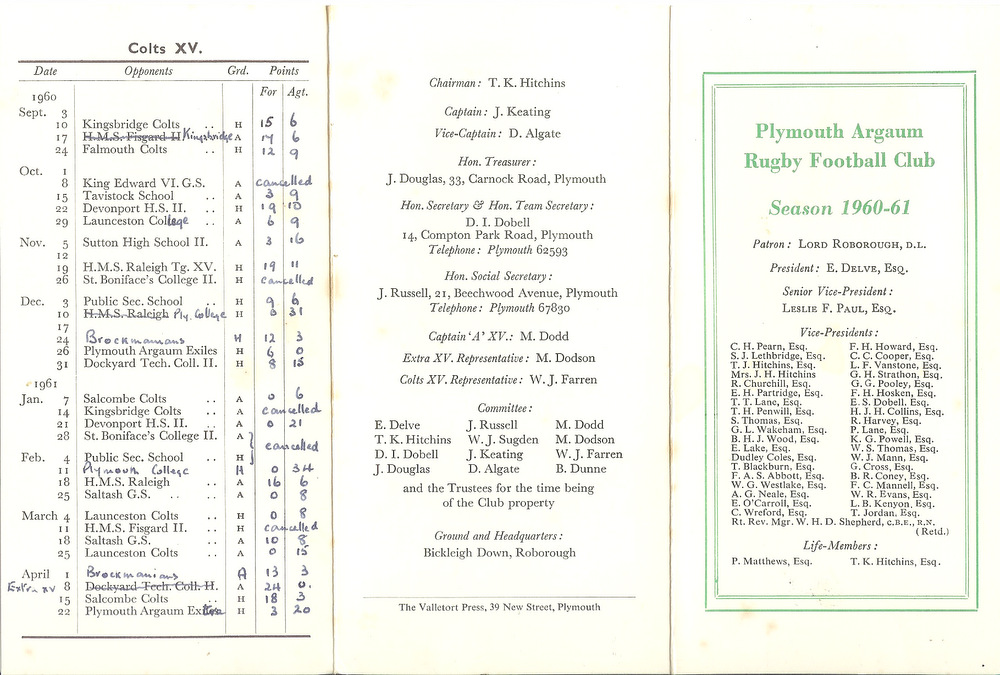 Colts XV.
Date Opponents Grd. Points
For Agt.
1960
Sept. 3
10 Kingsbridge Colts .. H 15 6
17 H.M.S. Fisgard II Kingsbridge A 14 6
24 Falmouth Colts .. H 12 9
Oct. 1
8 King Edward VI. G.S. A cancelled
15 Tavistock School .. A 3 9
22 Devonport H.S. II. .. H 19 10
29 Launceston College .. A 6 9
Nov. 5 Sutton High School II. A 3 16
12
19 H.M.S. Raleigh Tg. XV. H 19 11
26 St. Boniface's College II. H cancelled
Dec. 3 Public Sec. School .. H 9 6
10 H.M.S. Raleigh Ply. College H 3 31
17
24 Brockmanians H 12 3
26 Plymouth Argaum Exiles H 6 0
31 Dockyard Tech. Coll. II. H 8 15
1961
Jan. 7 Salcombe Colts .. A 0 6
14 Kingsbridge Colts .. A cancelled
21 Devonport H.S. II. .. A 0 21
28 St. Boniface's College II. A
cancelled
Feb. 4 Public Sec. School .. H
11 Plymouth College H 0 34
18 H.M.S. Raleigh .. A 16 6
25 Saltash G.S. .. .. A 0 8
March 4 Launceston Colts .. H 0 8
11 H.M.S. Fisgard II. .. H cancelled
18 Saltash G.S. .. A 10 8
25 Launceston Colts .. A 0 15
April 1 Brockmanians A 13 3
Extra XV 8 Dockyard Tech. Coll. II. A 24 0.
15 Salcombe Colts .. H 18 3
22 Plymouth Argaum Extra H 3 20
Chairman: T. K. Hitchins
Captain: J. Keating
Vice-Captain: D. Algate
Hon. Treasurer:
J. Douglas, 33, Carnock Road, Plymouth
Hon. Secretary & Hon. Team Secretary:
D. I. Dobell
14, Compton Park Road, Plymouth
Telephone: Plymouth 62593
Hon. Social Secretary:
J. Russell, 21, Beechwood Avenue, Plymouth
Telephone: Plymouth 67830
Captain 'A' XV.: M. Dodd
Extra XV. Representative: M. Dodson
Colts XV. Representative: W. J. Farren
Committee:
E. Delve J. Russell M. Dodd
T. K. Hitchins W. J. Sugden M. Dodson
D. I. Dobell J. Keating W. J. Farren
J. Douglas D. Algate B. Dunne
and the Trustees for the time being
of the Club property
Ground and Headquarters:
Bickleigh Down, Roborough
The Valletort Press, 39 New Street, Plymouth
Plymouth Argaum
Rugby Football Club
Season 1960-61
Patron: LORD ROBOROUGH, D.L.
President: E. DELVE, ESQ.
Senior Vice-President:
LESLIE F. PAUL, ESQ.
Vice-Presidents:
C. H. Pearn, Esq. F. H. Howard, Esq.
S. J. Lethbridge, Esq. C. C. Cooper, Esq.
T. J. Hitchins, Esq. L. F. Vanstone, Esq.
Mrs. J. H. Hitchins G. H. Strathon, Esq.
R. Churchill, Esq. G. G. Pooley, Esq.
E. H. Partridge, Esq. F. H. Hosken, Esq.
T. T. Lane, Esq. E. S. Dobell, Esq.
T. H. Penwill, Esq. H. J. H. Collins, Esq.
S. Thomas, Esq. R. Harvey, Esq.
G. L. Wakeham, Esq. P. Lane, Esq.
B. H. J. Wood, Esq. K. G. Powell, Esq.
E. Lake, Esq. W. S. Thomas, Esq.
Dudley Coles, Esq. W. J. Mann, Esq.
T. Blackburn, Esq. G. Cross, Esq.
F. A. S. Abbott, Esq. B. R. Coney, Esq.
W. G. Westlake, Esq. F. C. Mannell, Esq.
A. G. Neale, Esq. W. R. Evans, Esq.
E. O'Carroll, Esq. L. B. Kenyon, Esq.
C. Wreford, Esq. T. Jordan, Esq.
Rt. Rev. Mgr. W. H. D. Shepherd, C.B.E., R.N.
(Retd.)
Life-Members:
P. Matthews, Esq. T. K. Hitchins, Esq.